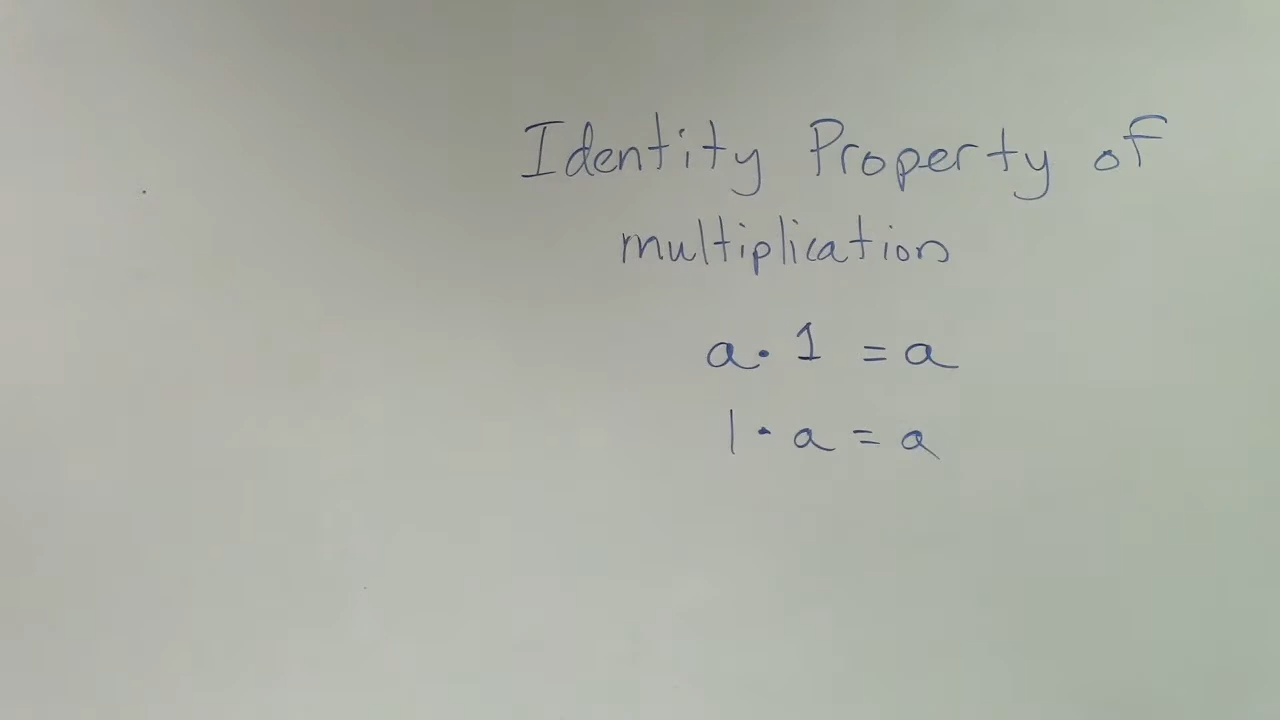 Identity Property of
multiplication
a · 1 = a
1 · a = a